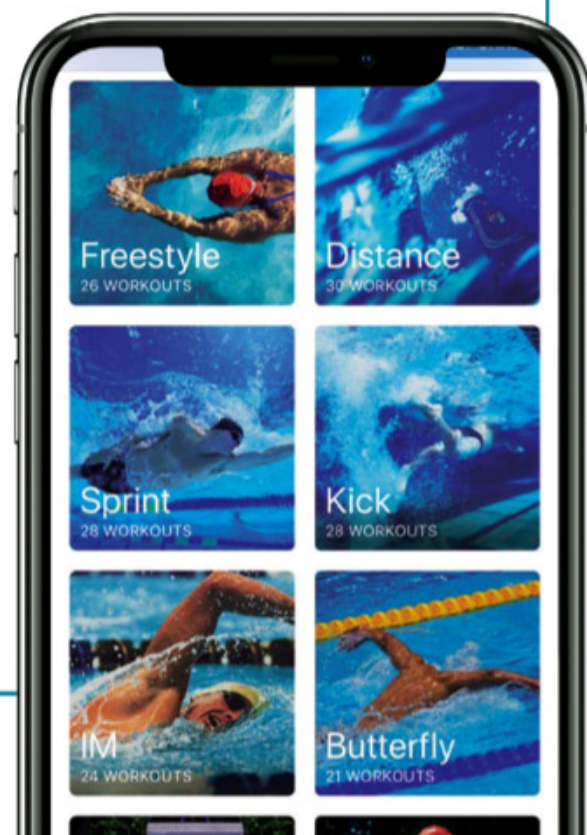 Freestyle
26 WORKOUTS
Distance
30 WORKOUTS
Sprint
28 WORKOUTS
Kick
28 WORKOUTS
IM
24 WORKOUTS
Butterfly
21 WORKOUTS